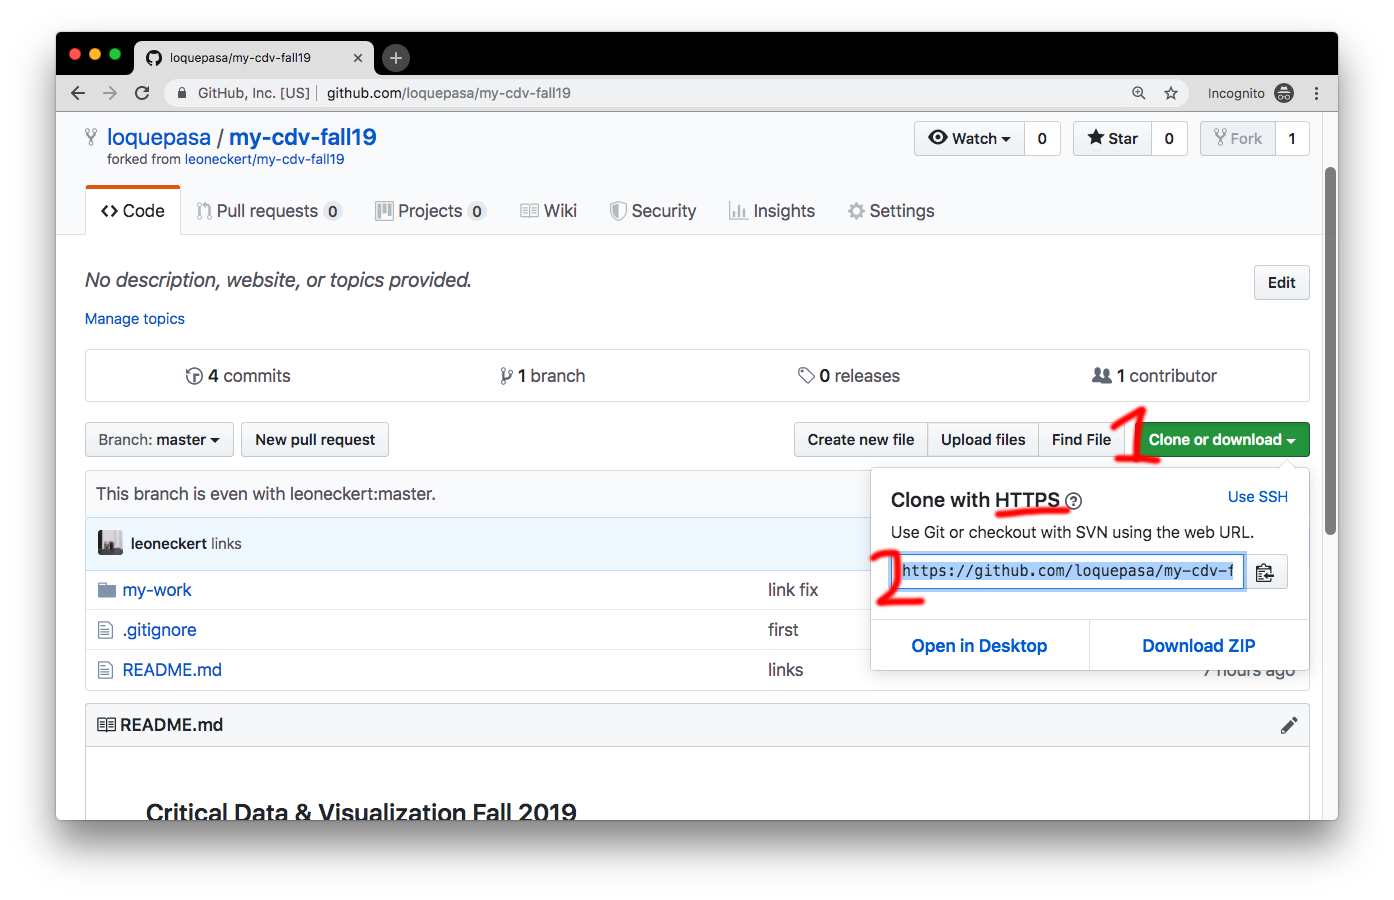 loquepasa/my-cdv-fall19
GitHub, Inc. [US] | github.com/loquepasa/my-cdv-fall19
Incognito
loquepasa / my-cdv-fall19
forked from leoneckert/my-cdv-fall19
Watch 0
Star 0
Fork 1
Code
Pull requests 0
Projects 0
Wiki
Security
Insights
Settings
No description, website, or topics provided.
Edit
Manage topics
4 commits
1 branch
0 releases
1 contributor
Branch: master
New pull request
Create new file
Upload files
Find File
1
Clone or download
This branch is even with leoneckert:master.
Clone with HTTPS
Use SSH
Use Git or checkout with SVN using the web URL.
2
https://github.com/loquepasa/my-cdv-f
Open in Desktop
Download ZIP
leoneckert links
my-work link fix
.gitignore first
README.md links 7 hours ago
README.md
Critical Data & Visualization Fall 2019